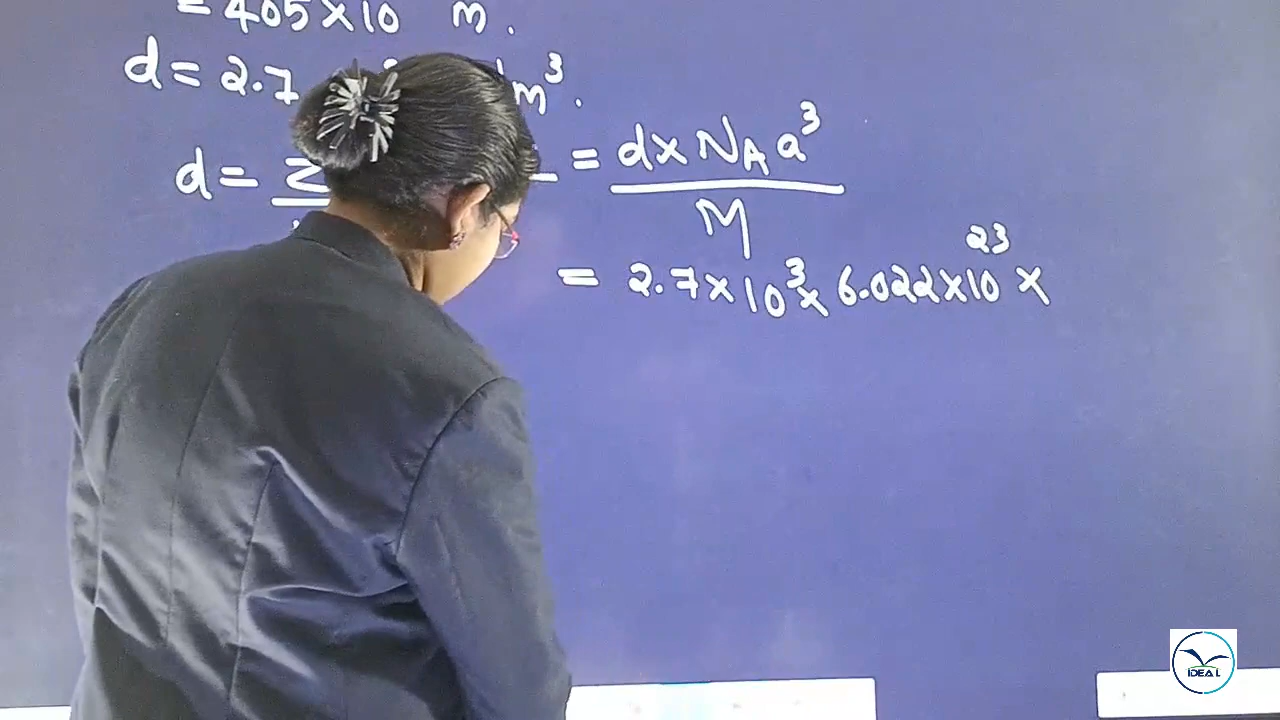 = 405×10 m.
d = 2.7 m³.
d = Z = d×N_A a³
M
= 2.7×10³× 6.022×10²³ ×
IDEAL